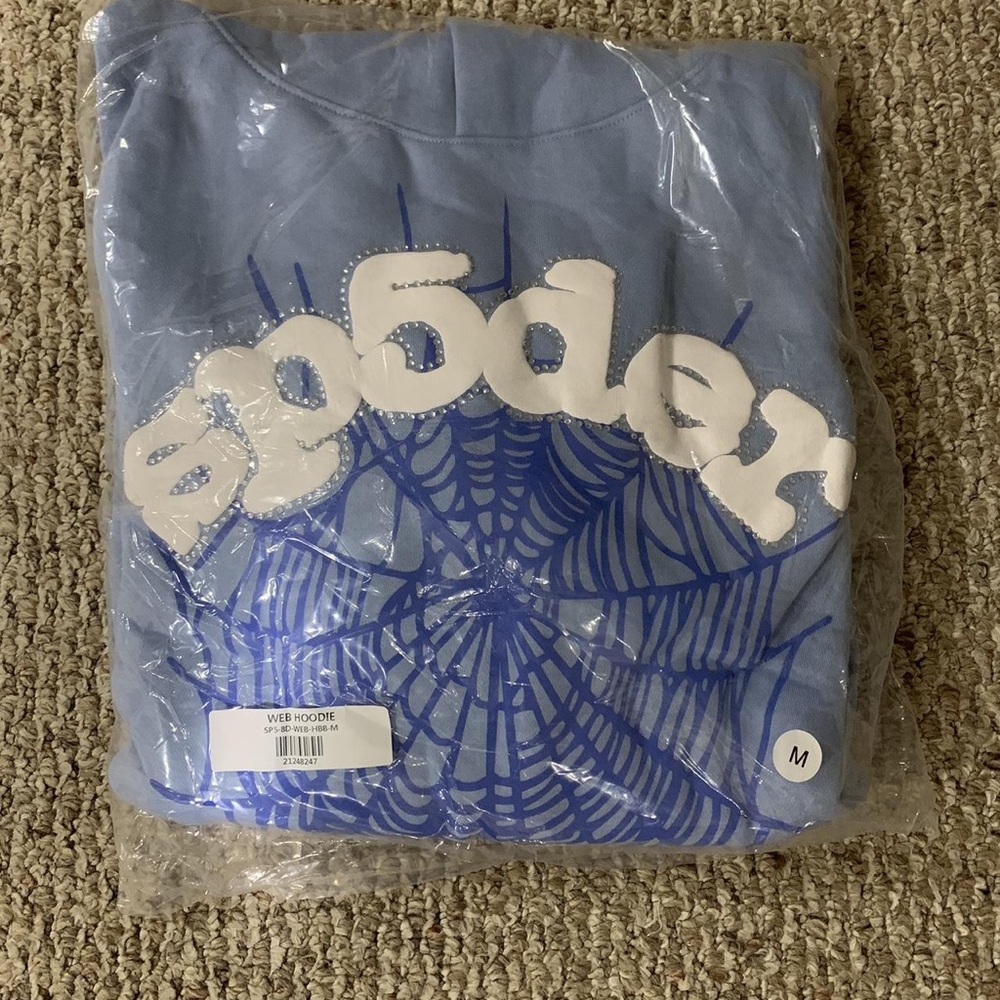 sp5der
WEB HOODIE
SP5-BD-WEB-HBB-M
21248247
M